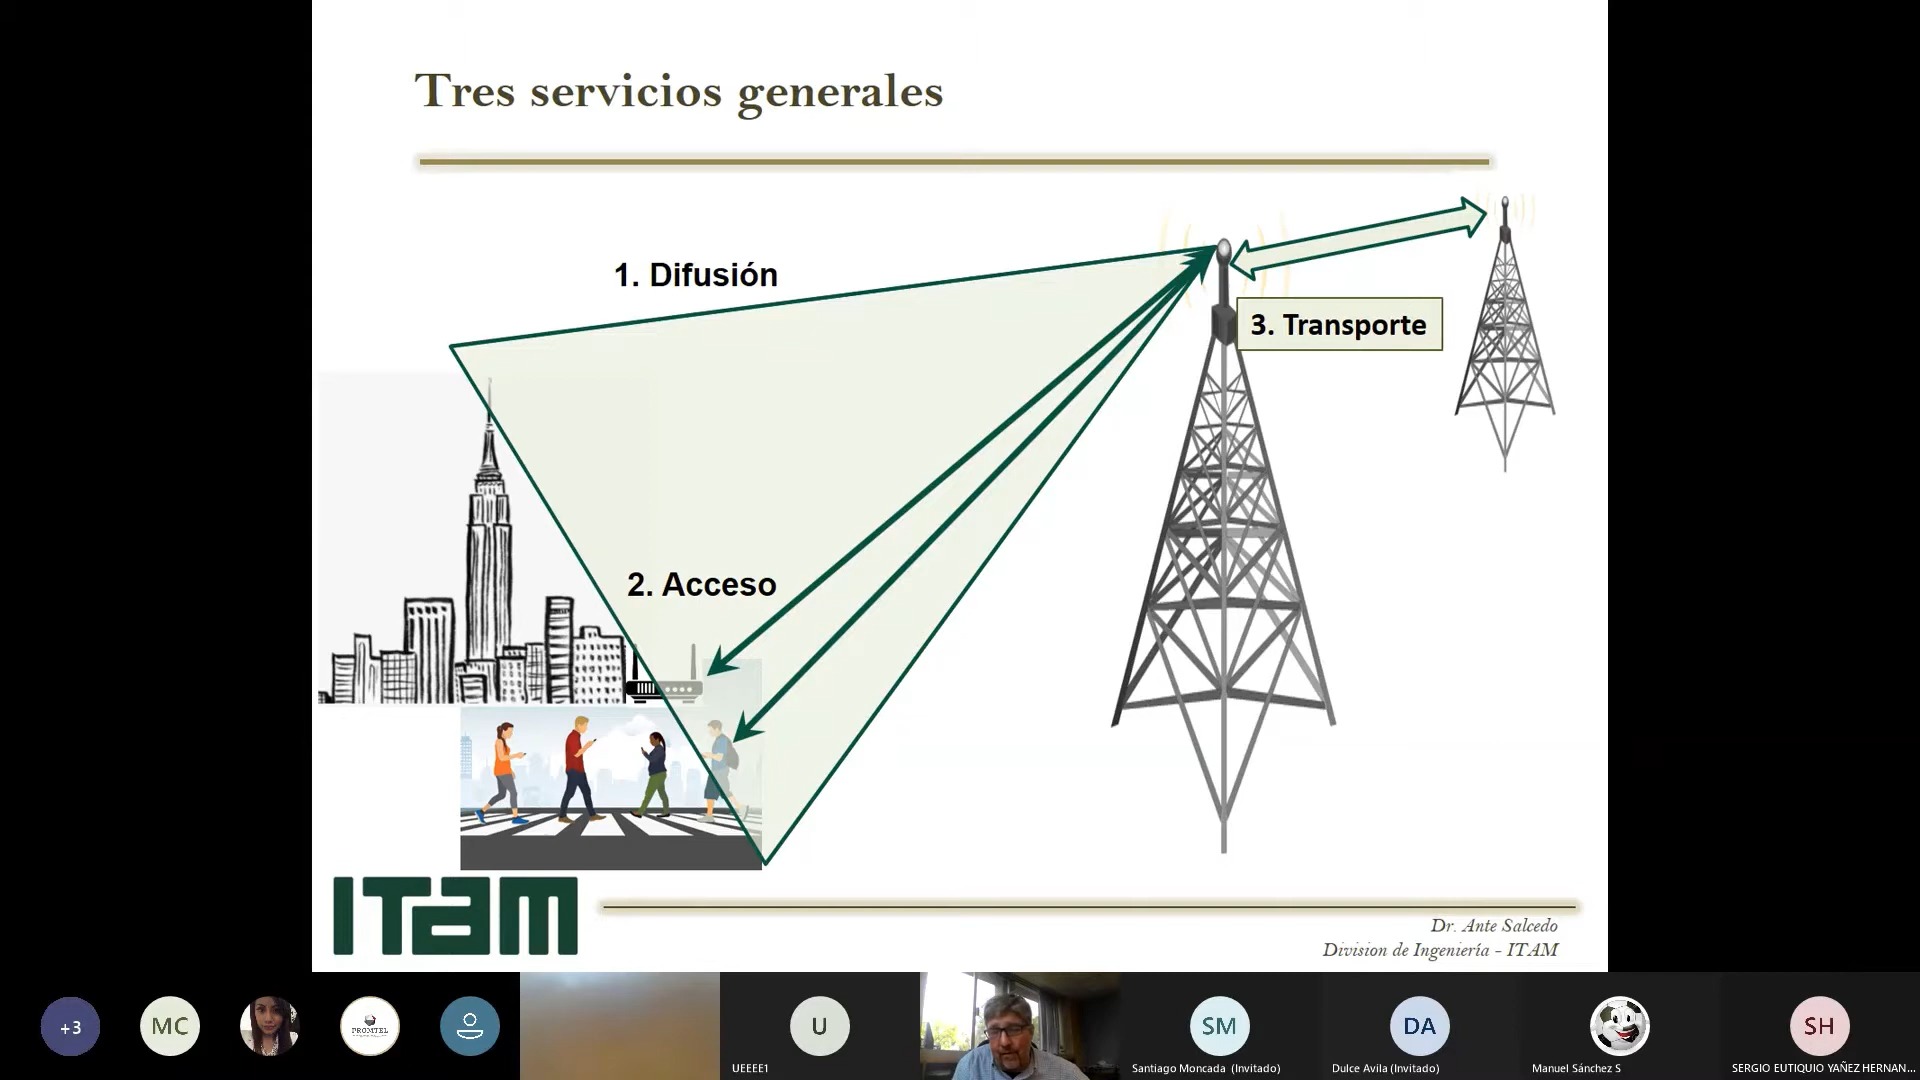 Tres servicios generales
1. Difusión
3. Transporte
2. Acceso
ITAM
Dr. Ante Salcedo
Division de Ingeniería - ITAM
+3
MC
PROMTEL
U
SM
DA
SH
UEEEE1
Santiago Moncada (Invitado)
Dulce Avila (Invitado)
Manuel Sánchez S
SERGIO EUTIQUIO YAÑEZ HERNAN...